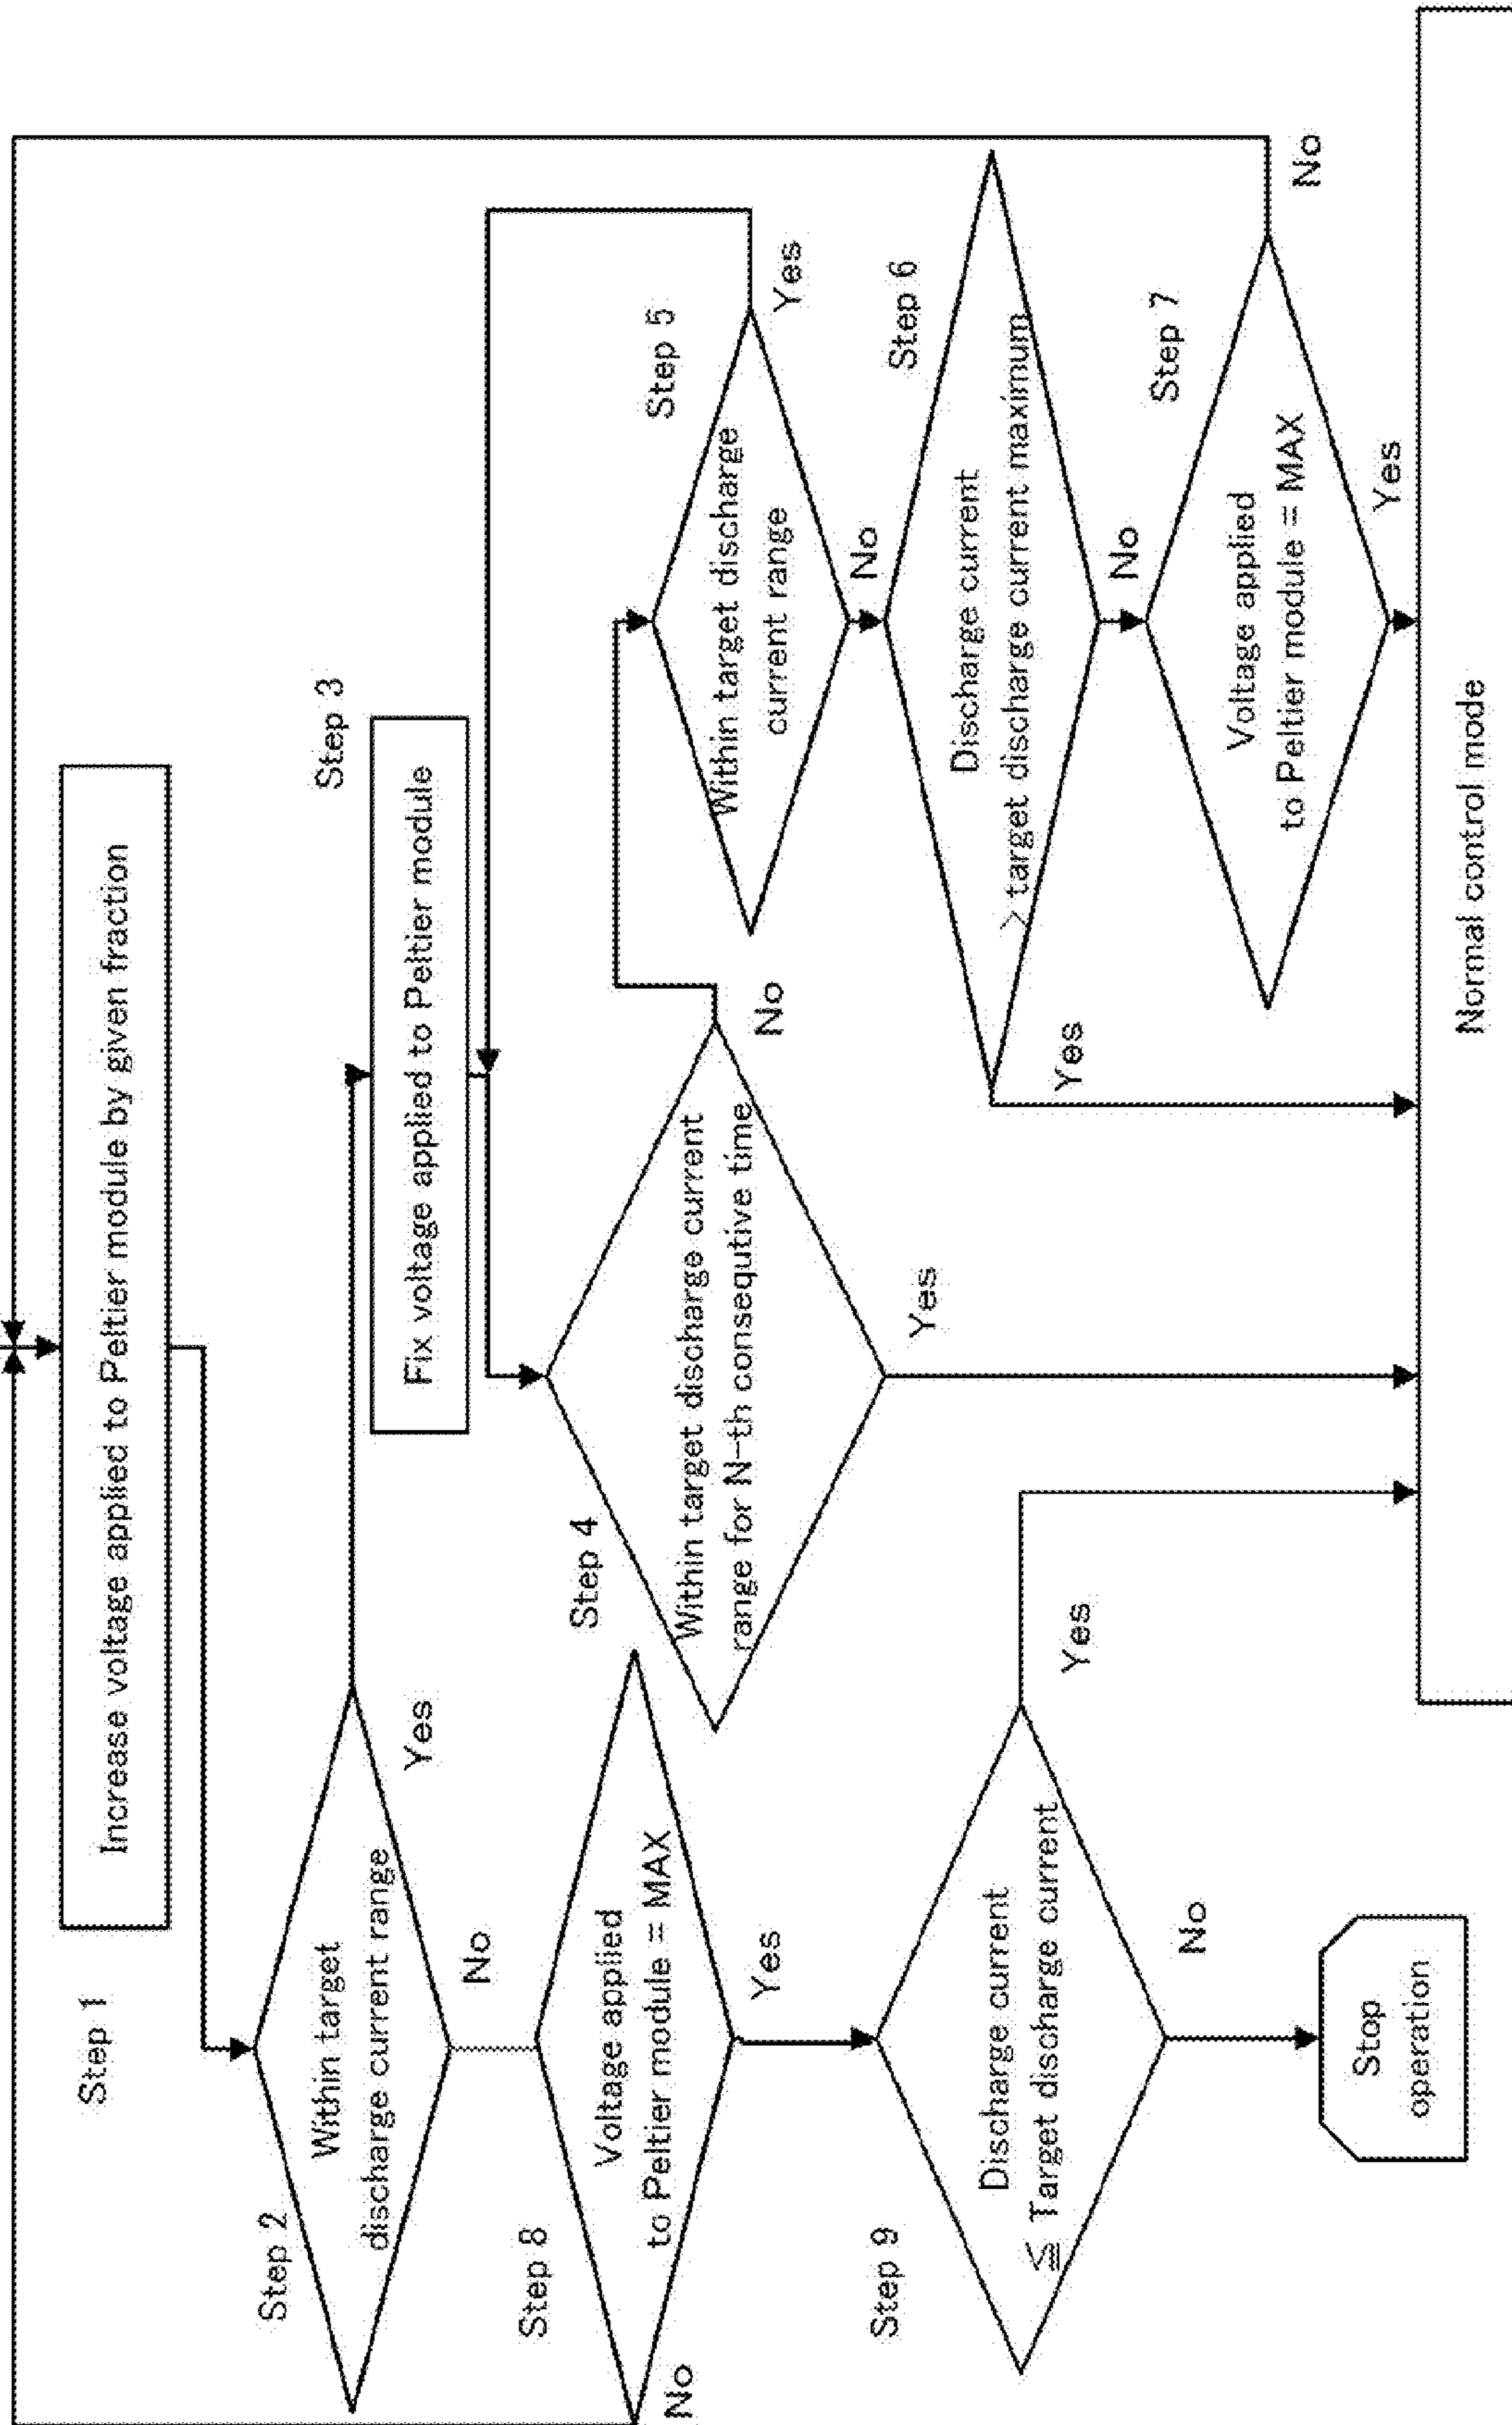 Step 1
Increase voltage applied to Peltier module by given fraction
Step 2
Within target
discharge current range
Yes
No
Step 3
Fix voltage applied to Peltier module
Step 8
Voltage applied
to Peltier module = MAX
No
Yes
Step 4
Within target discharge current
range for N-th consequtive time
No
Yes
Step 5
Within target discharge
current range
Yes
No
Step 6
Discharge current
> target discharge current maximum
Yes
No
Step 7
Voltage applied
to Peltier module = MAX
No
Yes
Step 9
Discharge current
≦ Target discharge current
Yes
No
Stop
operation
Normal control mode